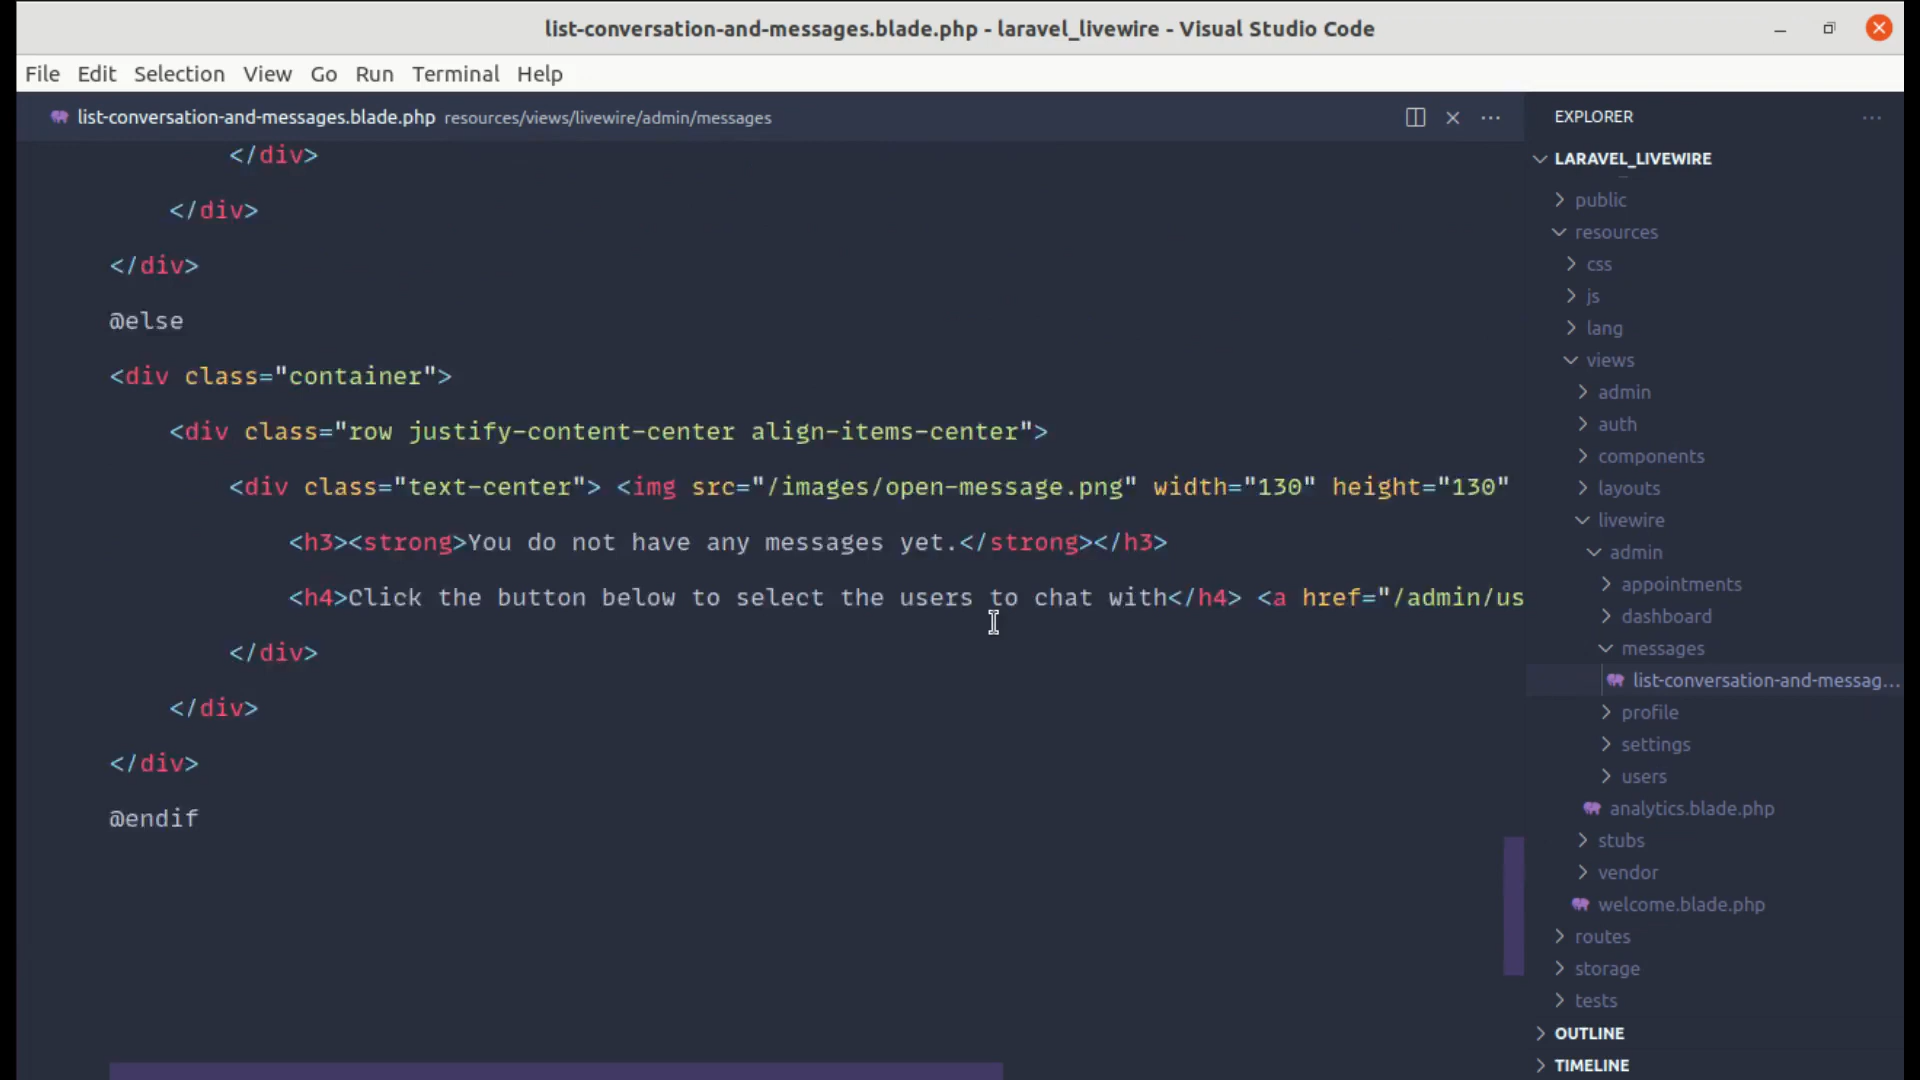 list-conversation-and-messages.blade.php - laravel_livewire - Visual Studio Code
File Edit Selection View Go Run Terminal Help
list-conversation-and-messages.blade.php resources/views/livewire/admin/messages
</div>
</div>
</div>
@else
<div class="container">
<div class="row justify-content-center align-items-center">
<div class="text-center"> <img src="/images/open-message.png" width="130" height="130"
<h3><strong>You do not have any messages yet.</strong></h3>
<h4>Click the button below to select the users to chat with</h4> <a href="/admin/us
</div>
</div>
</div>
@endif
EXPLORER
LARAVEL_LIVEWIRE
public
resources
css
js
lang
views
admin
auth
components
layouts
livewire
admin
appointments
dashboard
messages
list-conversation-and-messag...
profile
settings
users
analytics.blade.php
stubs
vendor
welcome.blade.php
routes
storage
tests
OUTLINE
TIMELINE